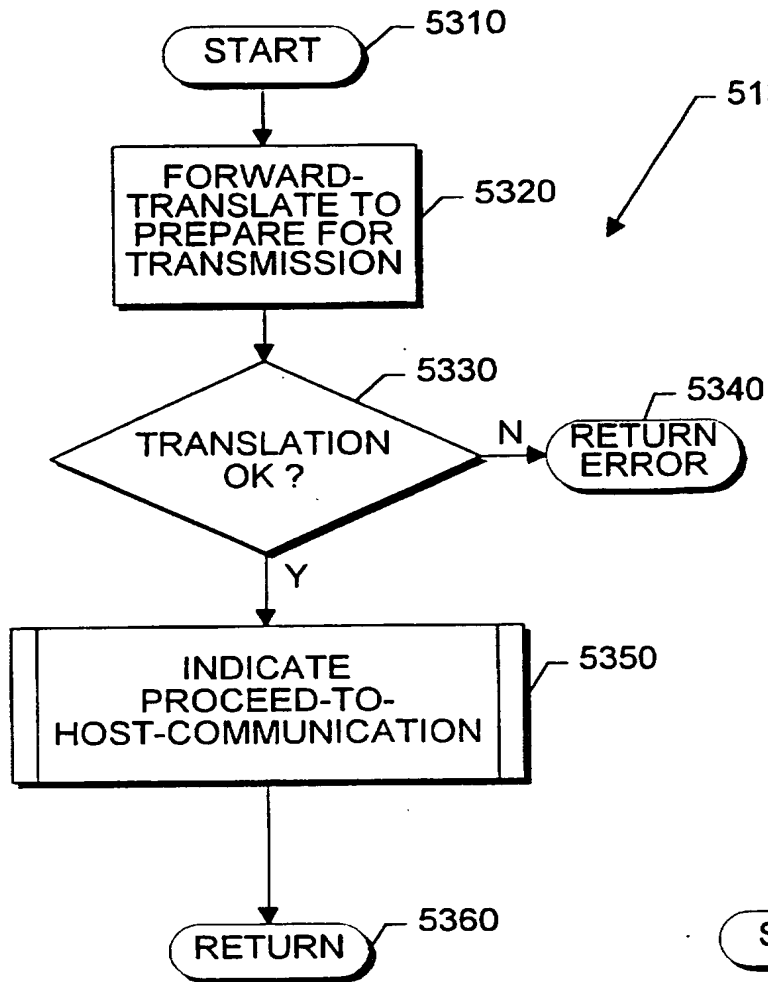 START
5310
FORWARD-
TRANSLATE TO
PREPARE FOR
TRANSMISSION
5320
5330
TRANSLATION
OK ?
N
5340
RETURN
ERROR
Y
INDICATE
PROCEED-TO-
HOST-COMMUNICATION
5350
RETURN
5360